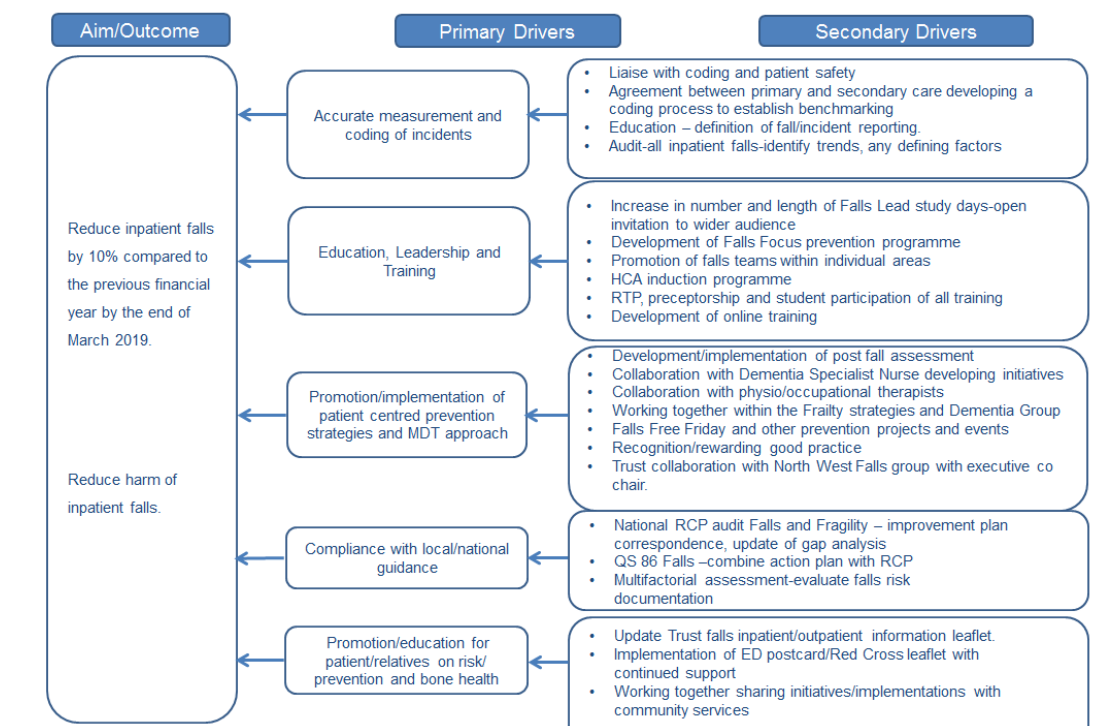 Aim/Outcome
Primary Drivers
Secondary Drivers
Reduce inpatient falls
by 10% compared to
the previous financial
year by the end of
March 2019.
Reduce harm of
inpatient falls.
Accurate measurement and
coding of incidents
• Liaise with coding and patient safety
• Agreement between primary and secondary care developing a
coding process to establish benchmarking
• Education – definition of fall/incident reporting.
• Audit-all inpatient falls-identify trends, any defining factors
Education, Leadership and
Training
• Increase in number and length of Falls Lead study days-open
invitation to wider audience
• Development of Falls Focus prevention programme
• Promotion of falls teams within individual areas
• HCA induction programme
• RTP, preceptorship and student participation of all training
• Development of online training
Promotion/implementation of
patient centred prevention
strategies and MDT approach
• Development/implementation of post fall assessment
• Collaboration with Dementia Specialist Nurse developing initiatives
• Collaboration with physio/occupational therapists
• Working together within the Frailty strategies and Dementia Group
• Falls Free Friday and other prevention projects and events
• Recognition/rewarding good practice
• Trust collaboration with North West Falls group with executive co
chair.
Compliance with local/national
guidance
• National RCP audit Falls and Fragility – improvement plan
correspondence, update of gap analysis
• QS 86 Falls –combine action plan with RCP
• Multifactorial assessment-evaluate falls risk
documentation
Promotion/education for
patient/relatives on risk/
prevention and bone health
• Update Trust falls inpatient/outpatient information leaflet.
• Implementation of ED postcard/Red Cross leaflet with
continued support
• Working together sharing initiatives/implementations with
community services